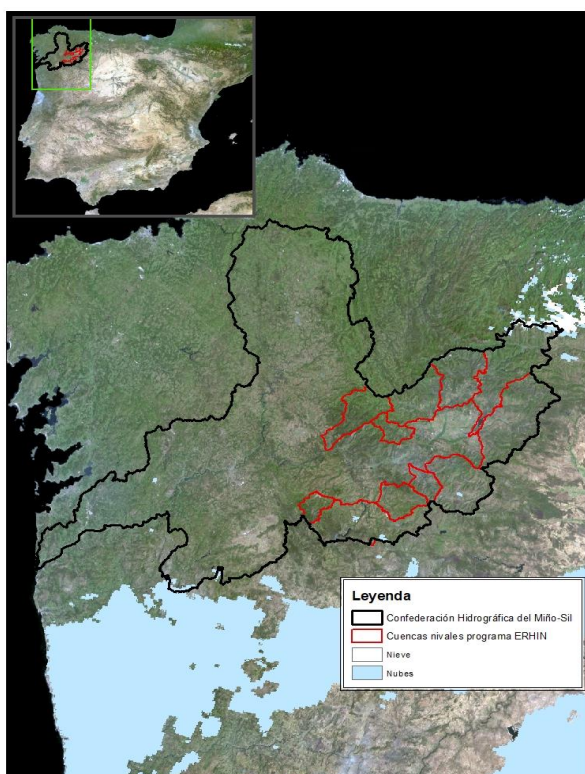 Leyenda
Confederación Hidrográfica del Miño-Sil
Cuencas nivales programa ERHIN
Nieve
Nubes